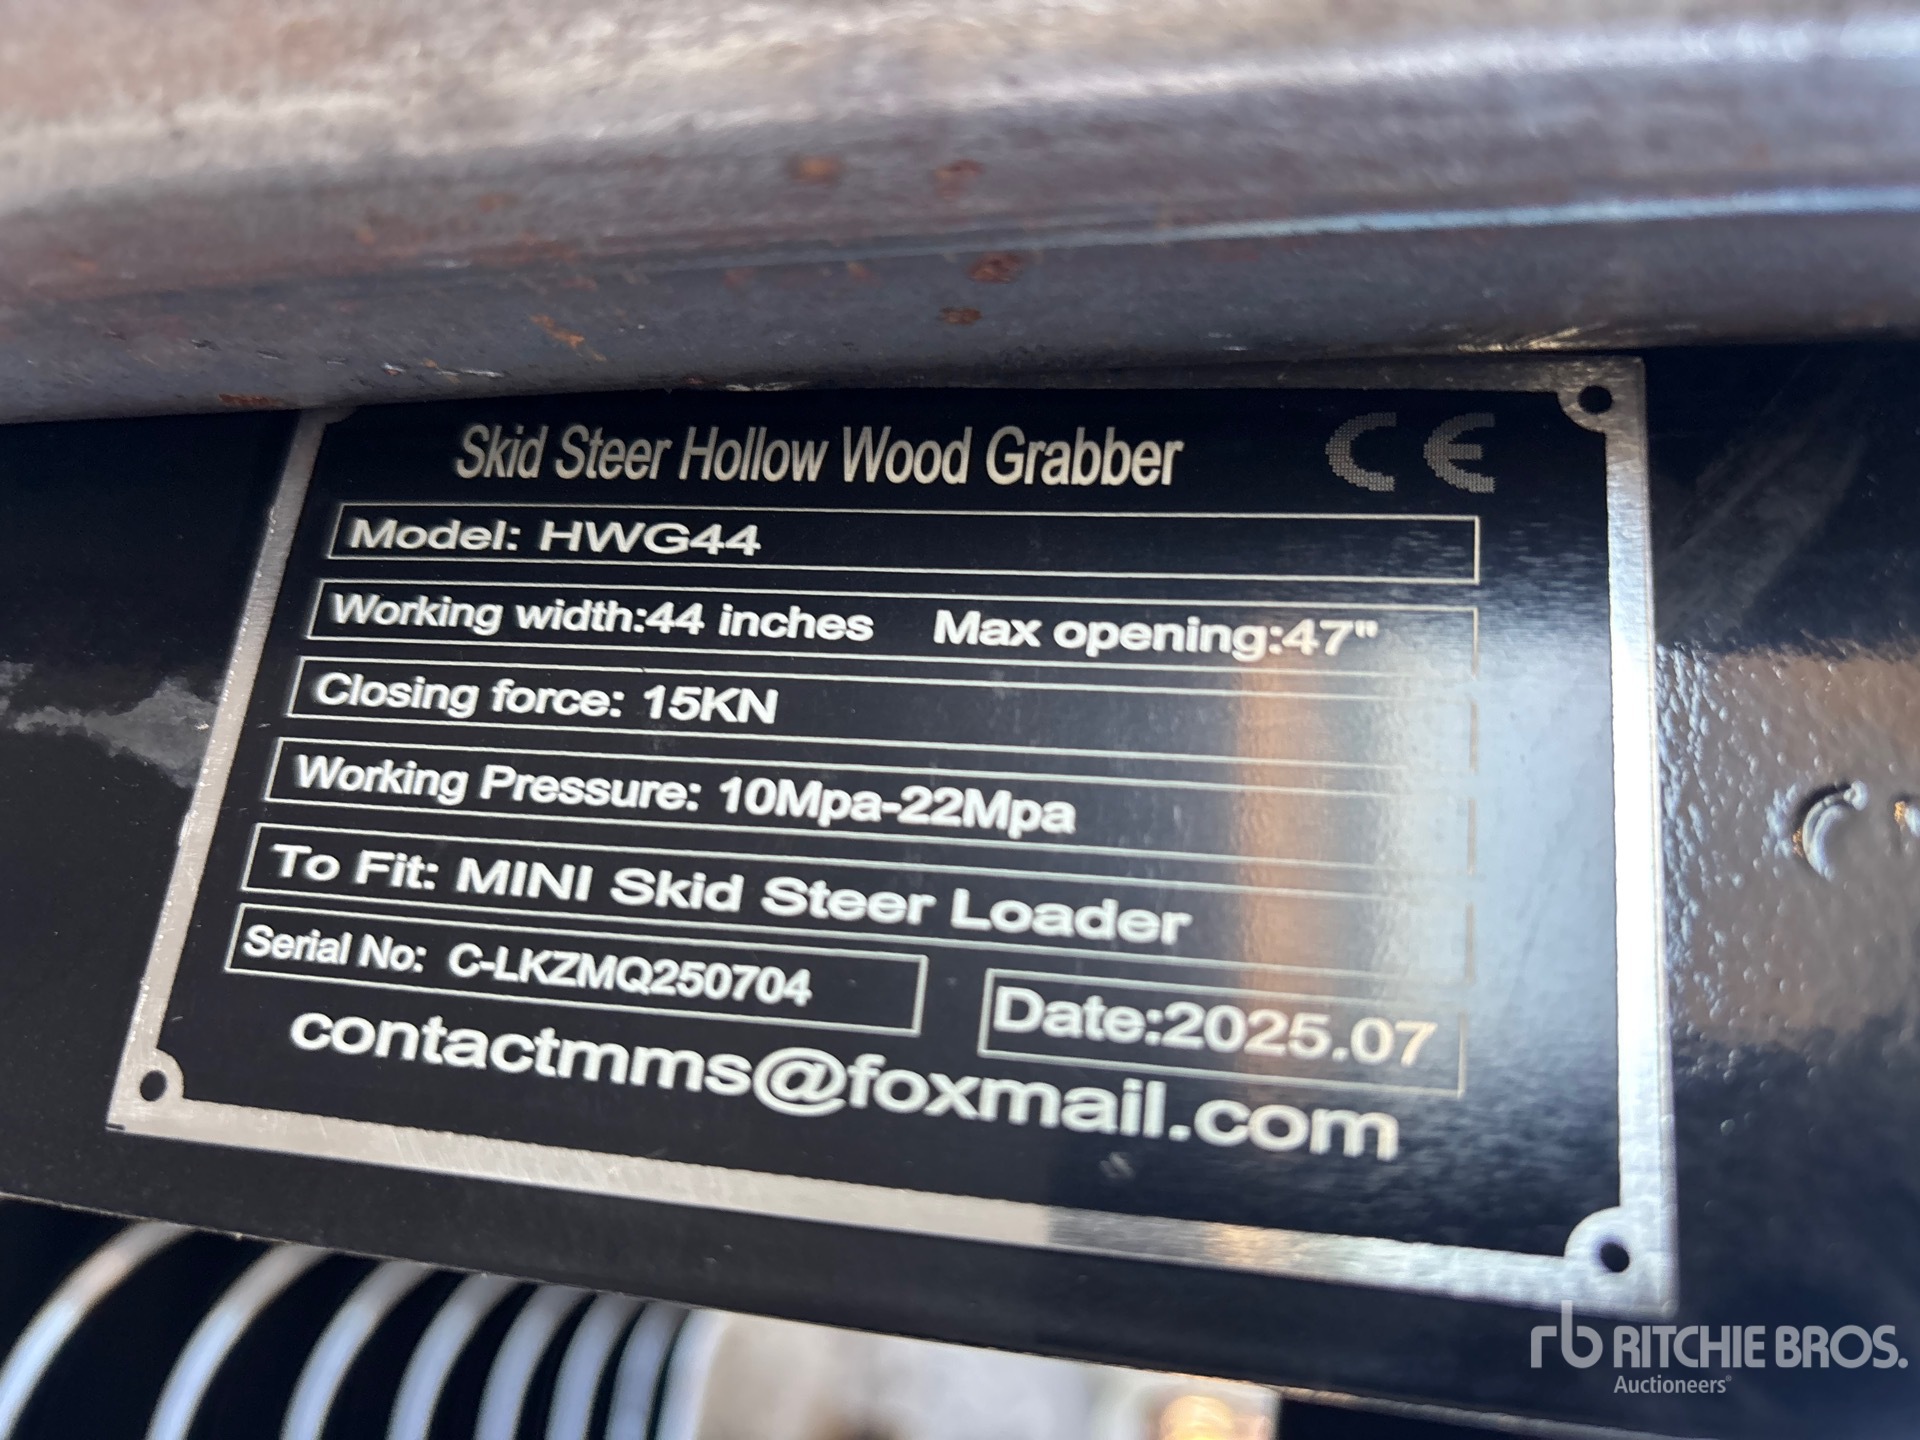 Skid Steer Hollow Wood Grabber CE
Model: HWG44
Working width:44 inches Max opening:47"
Closing force: 15KN
Working Pressure: 10Mpa-22Mpa
To Fit: MINI Skid Steer Loader
Serial No: C-LKZMQ250704 Date:2025.07
contactmms@foxmail.com
rb RITCHIE BROS.
Auctioneers®